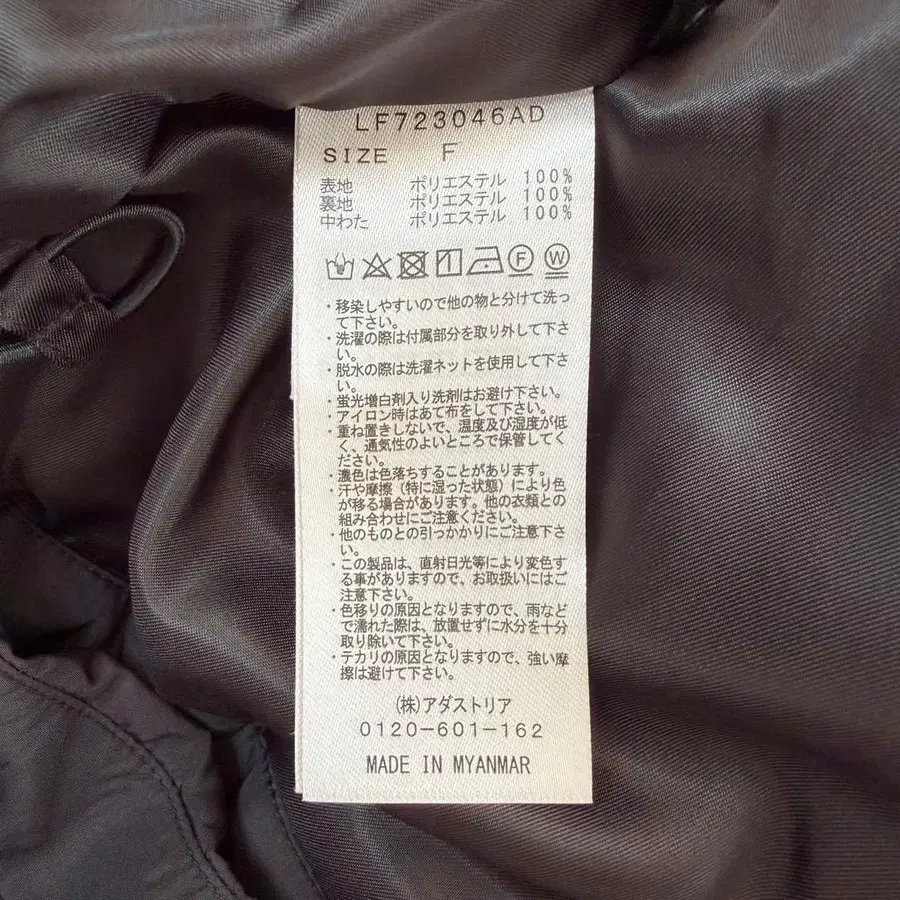 LF723046AD
SIZE F
表地 ポリエステル 100%
裏地 ポリエステル 100%
中わた ポリエステル 100%
F W
・移染しやすいので他の物と分けて洗っ
て下さい。
・洗濯の際は付属部分を取り外して下さ
い。
・脱水の際は洗濯ネットを使用して下さ
い。
・蛍光増白剤入り洗剤はお避け下さい。
・アイロン時はあて布をして下さい。
・重ね置きしないで、温度及び湿度が低
く、通気性のよいところで保管してく
ださい。
・濃色は色落ちすることがあります。
・汗や摩擦（特に湿った状態）により色
が移る場合があります。他の衣類との
組み合わせにご注意ください。
・他のものとの引っかかりにご注意下さ
い。
・この製品は、直射日光等により変色す
る事がありますので、お取扱いにはご
注意下さい。
・色移りの原因となりますので、雨など
で濡れた際は、放置せずに水分を十分
取り除いて下さい。
・テカリの原因となりますので、強い摩
擦は避けて下さい。
(株)アダストリア
0120-601-162
MADE IN MYANMAR